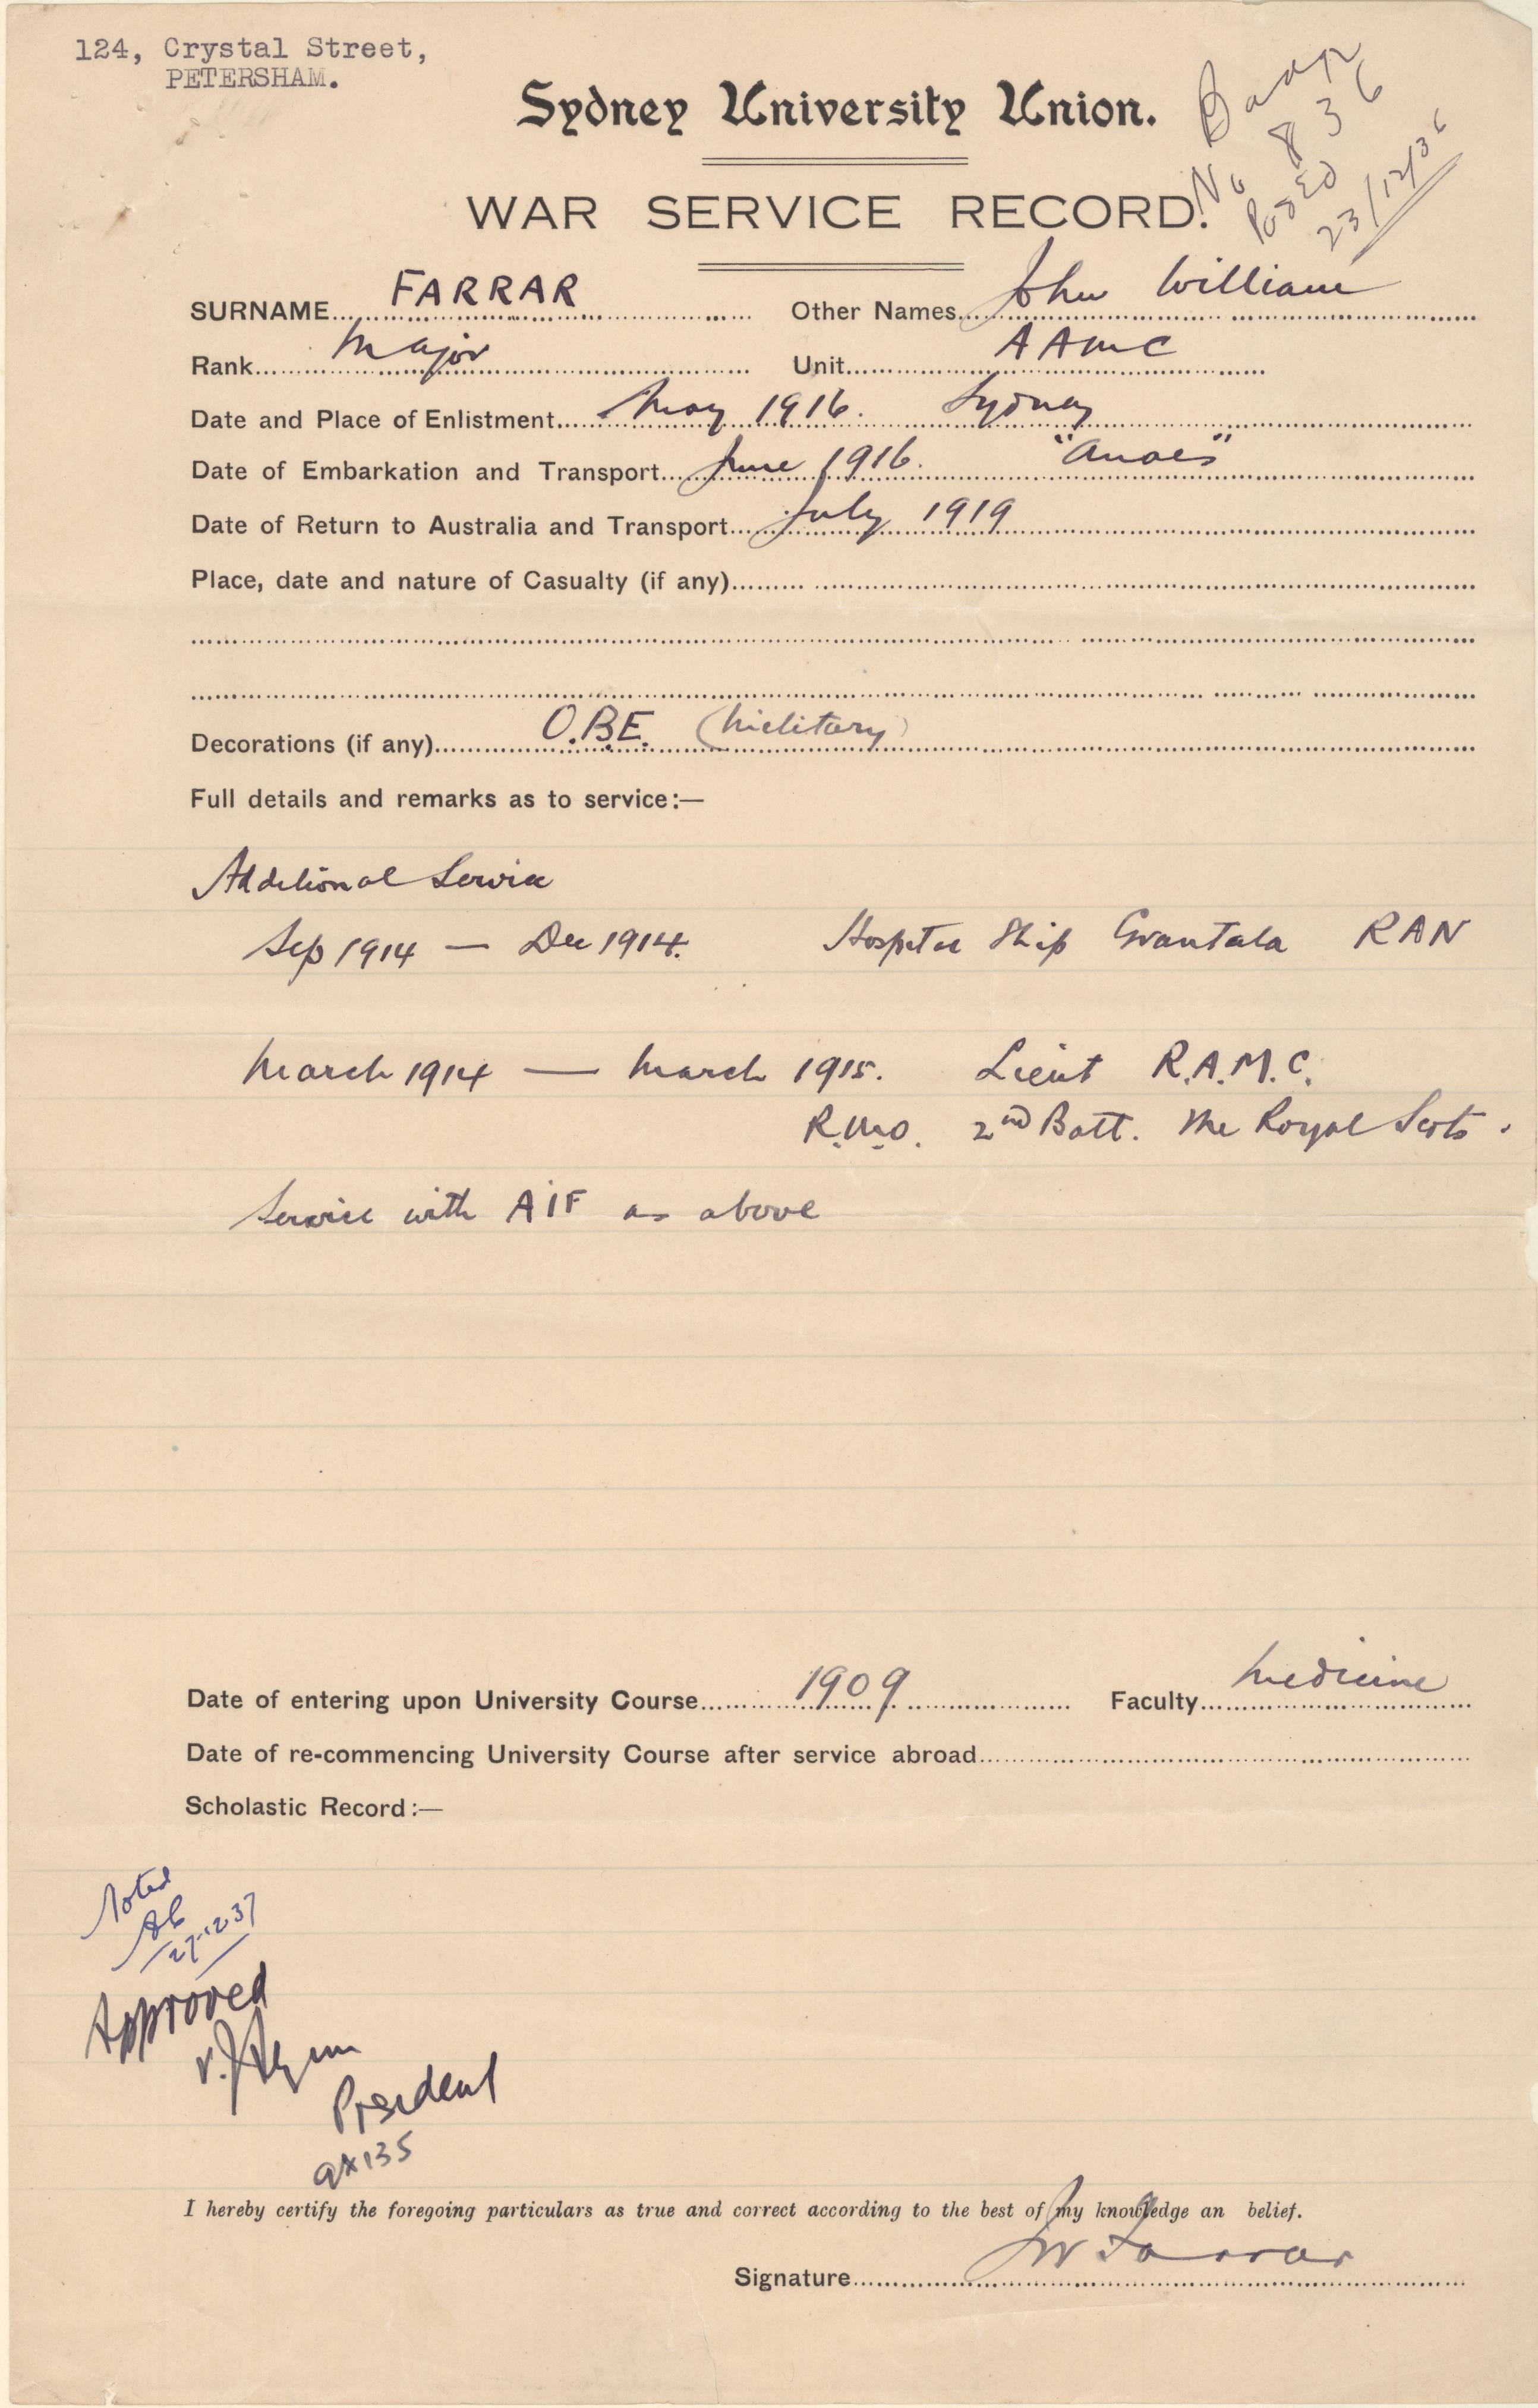 124, Crystal Street,
PETERSHAM.
Sydney University Union.
Badge
No 836
Posted
23/12/36
WAR SERVICE RECORD.
SURNAME FARRAR Other Names John William
Rank Major Unit AAMC
Date and Place of Enlistment May 1916. Sydney
Date of Embarkation and Transport June 1916.
Date of Return to Australia and Transport July 1919
Place, date and nature of Casualty (if any)
Decorations (if any) O.B.E. (Military)
Full details and remarks as to service:—
Additional Service
Sep 1914 — Dec 1914. Hospital Ship Grantala RAN
March 1914 — March 1915. Lieut R.A.M.C.
R.M.O. 2nd Batt. The Royal Scots.
Service with AIF as above
Date of entering upon University Course 1909 Faculty Medicine
Date of re-commencing University Course after service abroad
Scholastic Record:—
Noted
Approved
President
I hereby certify the foregoing particulars as true and correct according to the best of my knowledge an belief.
Signature JW Farrar